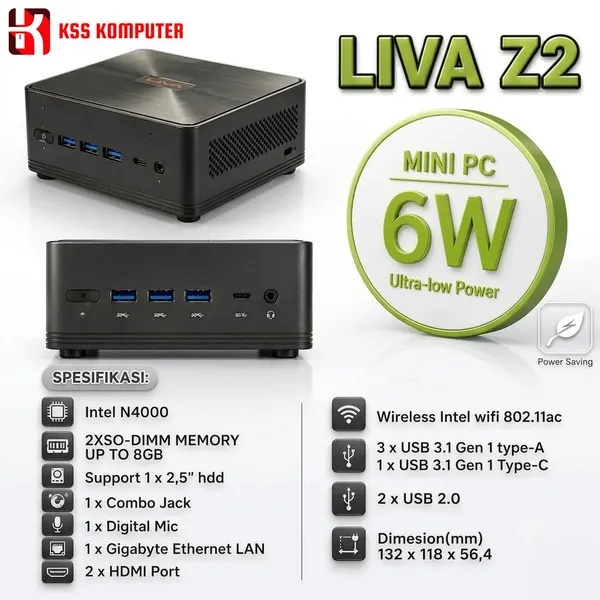 KSS KOMPUTER
LIVA Z2
LIVA
MINI PC
6W
Ultra-low Power
Power Saving
SPESIFIKASI:
Intel N4000
2XSO-DIMM MEMORY
UP TO 8GB
Support 1 x 2,5" hdd
1 x Combo Jack
1 x Digital Mic
1 x Gigabyte Ethernet LAN
2 x HDMI Port
Wireless Intel wifi 802.11ac
3 x USB 3.1 Gen 1 type-A
1 x USB 3.1 Gen 1 Type-C
2 x USB 2.0
Dimesion(mm)
132 x 118 x 56,4